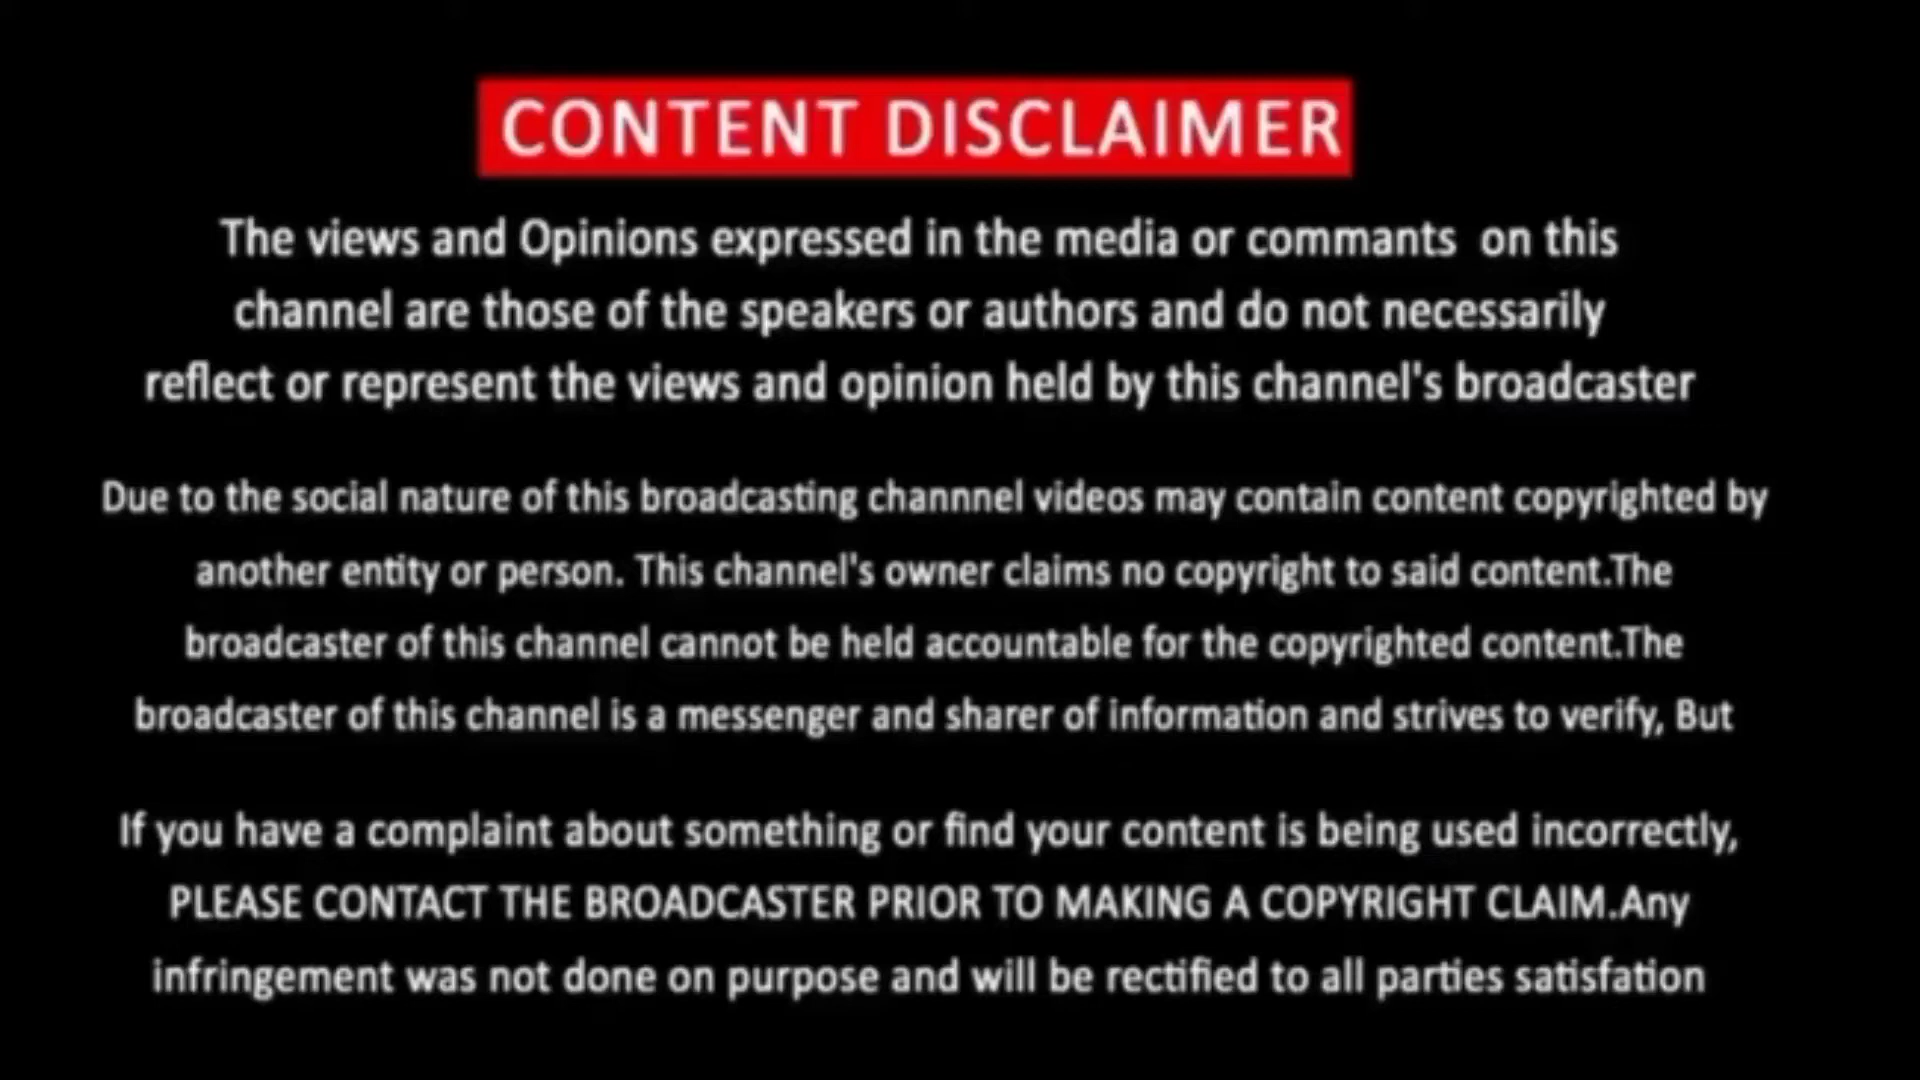 CONTENT DISCLAIMER
The views and Opinions expressed in the media or commants on this
channel are those of the speakers or authors and do not necessarily
reflect or represent the views and opinion held by this channel's broadcaster
Due to the social nature of this broadcasting channnel videos may contain content copyrighted by
another entity or person. This channel's owner claims no copyright to said content.The
broadcaster of this channel cannot be held accountable for the copyrighted content.The
broadcaster of this channel is a messenger and sharer of information and strives to verify, But
If you have a complaint about something or find your content is being used incorrectly,
PLEASE CONTACT THE BROADCASTER PRIOR TO MAKING A COPYRIGHT CLAIM.Any
infringement was not done on purpose and will be rectified to all parties satisfation